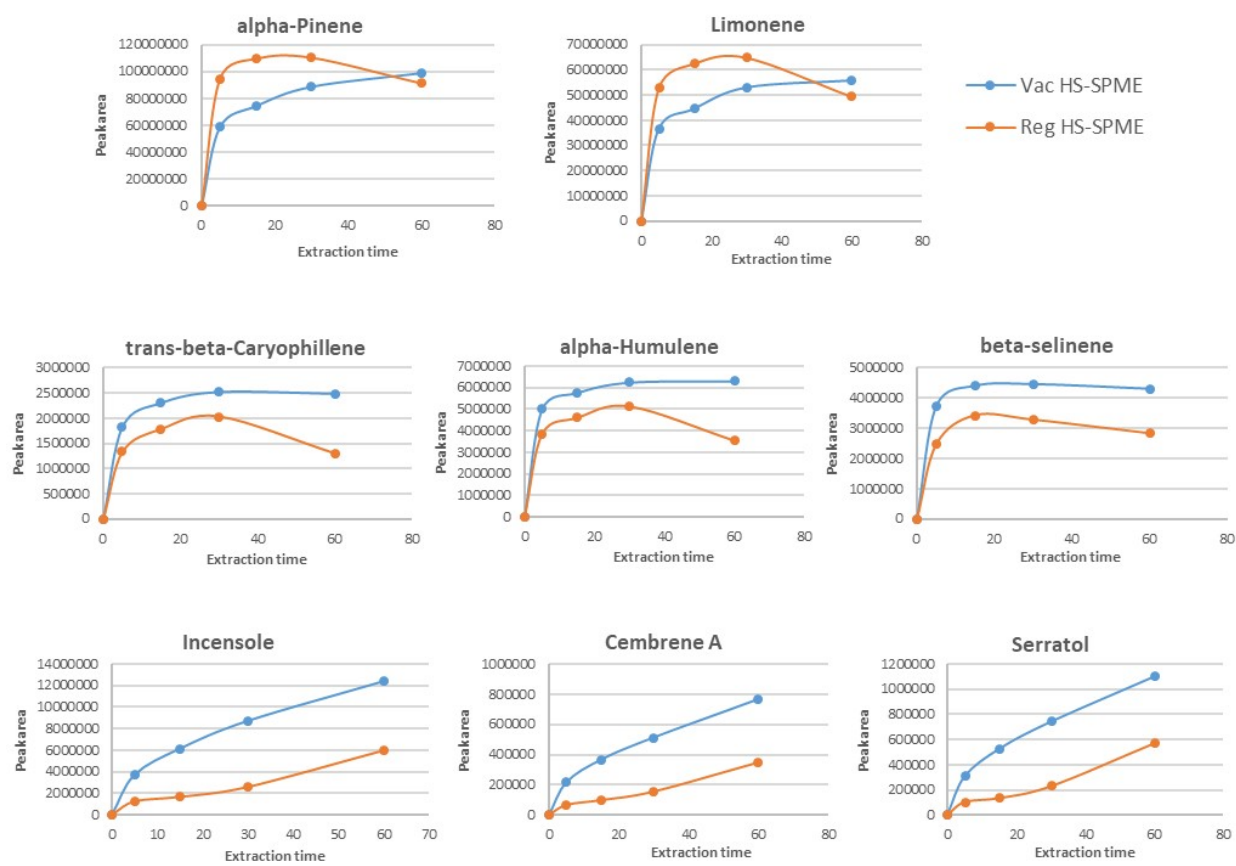 alpha-Pinene
120000000
100000000
80000000
60000000
40000000
20000000
0
Peakarea
0 20 40 60 80
Extraction time
Limonene
70000000
60000000
50000000
40000000
30000000
20000000
10000000
0
Peakarea
0 20 40 60 80
Extraction time
Vac HS-SPME
Reg HS-SPME
trans-beta-Caryophillene
3000000
2500000
2000000
1500000
1000000
500000
0
Peakarea
0 20 40 60 80
Extraction time
alpha-Humulene
7000000
6000000
5000000
4000000
3000000
2000000
1000000
0
Peakarea
0 20 40 60 80
Extraction time
beta-selinene
5000000
4000000
3000000
2000000
1000000
0
Peakarea
0 20 40 60 80
Extraction time
Incensole
14000000
12000000
10000000
8000000
6000000
4000000
2000000
0
Peakarea
0 10 20 30 40 50 60 70
Extraction time
Cembrene A
1000000
800000
600000
400000
200000
0
Peakarea
0 20 40 60 80
Extraction time
Serratol
1200000
1000000
800000
600000
400000
200000
0
Peakarea
0 20 40 60 80
Extraction time